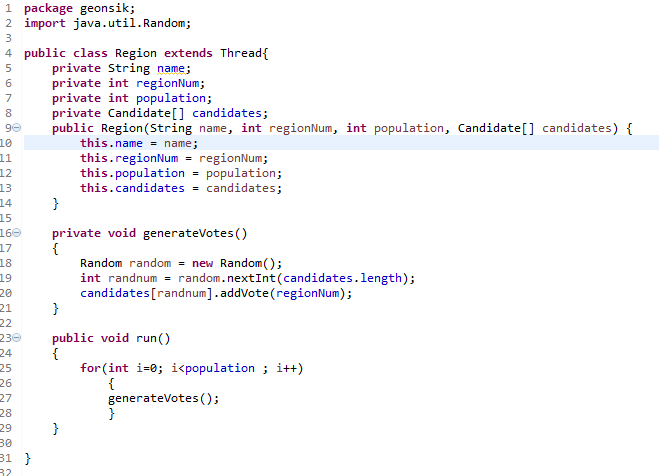 1 package geonsik;
2 import java.util.Random;
3
4 public class Region extends Thread{
5     private String name;
6     private int regionNum;
7     private int population;
8     private Candidate[] candidates;
9     public Region(String name, int regionNum, int population, Candidate[] candidates) {
10         this.name = name;
11         this.regionNum = regionNum;
12         this.population = population;
13         this.candidates = candidates;
14     }
15
16     private void generateVotes()
17     {
18         Random random = new Random();
19         int randnum = random.nextInt(candidates.length);
20         candidates[randnum].addVote(regionNum);
21     }
22
23     public void run()
24     {
25         for(int i=0; i<population ; i++)
26             {
27             generateVotes();
28             }
29     }
30
31 }
32